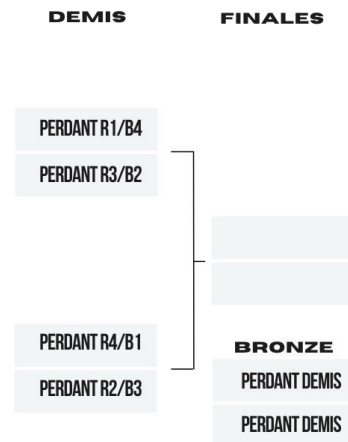 DEMIS
FINALES
PERDANT R1/B4
PERDANT R3/B2
PERDANT R4/B1
PERDANT R2/B3
BRONZE
PERDANT DEMIS
PERDANT DEMIS